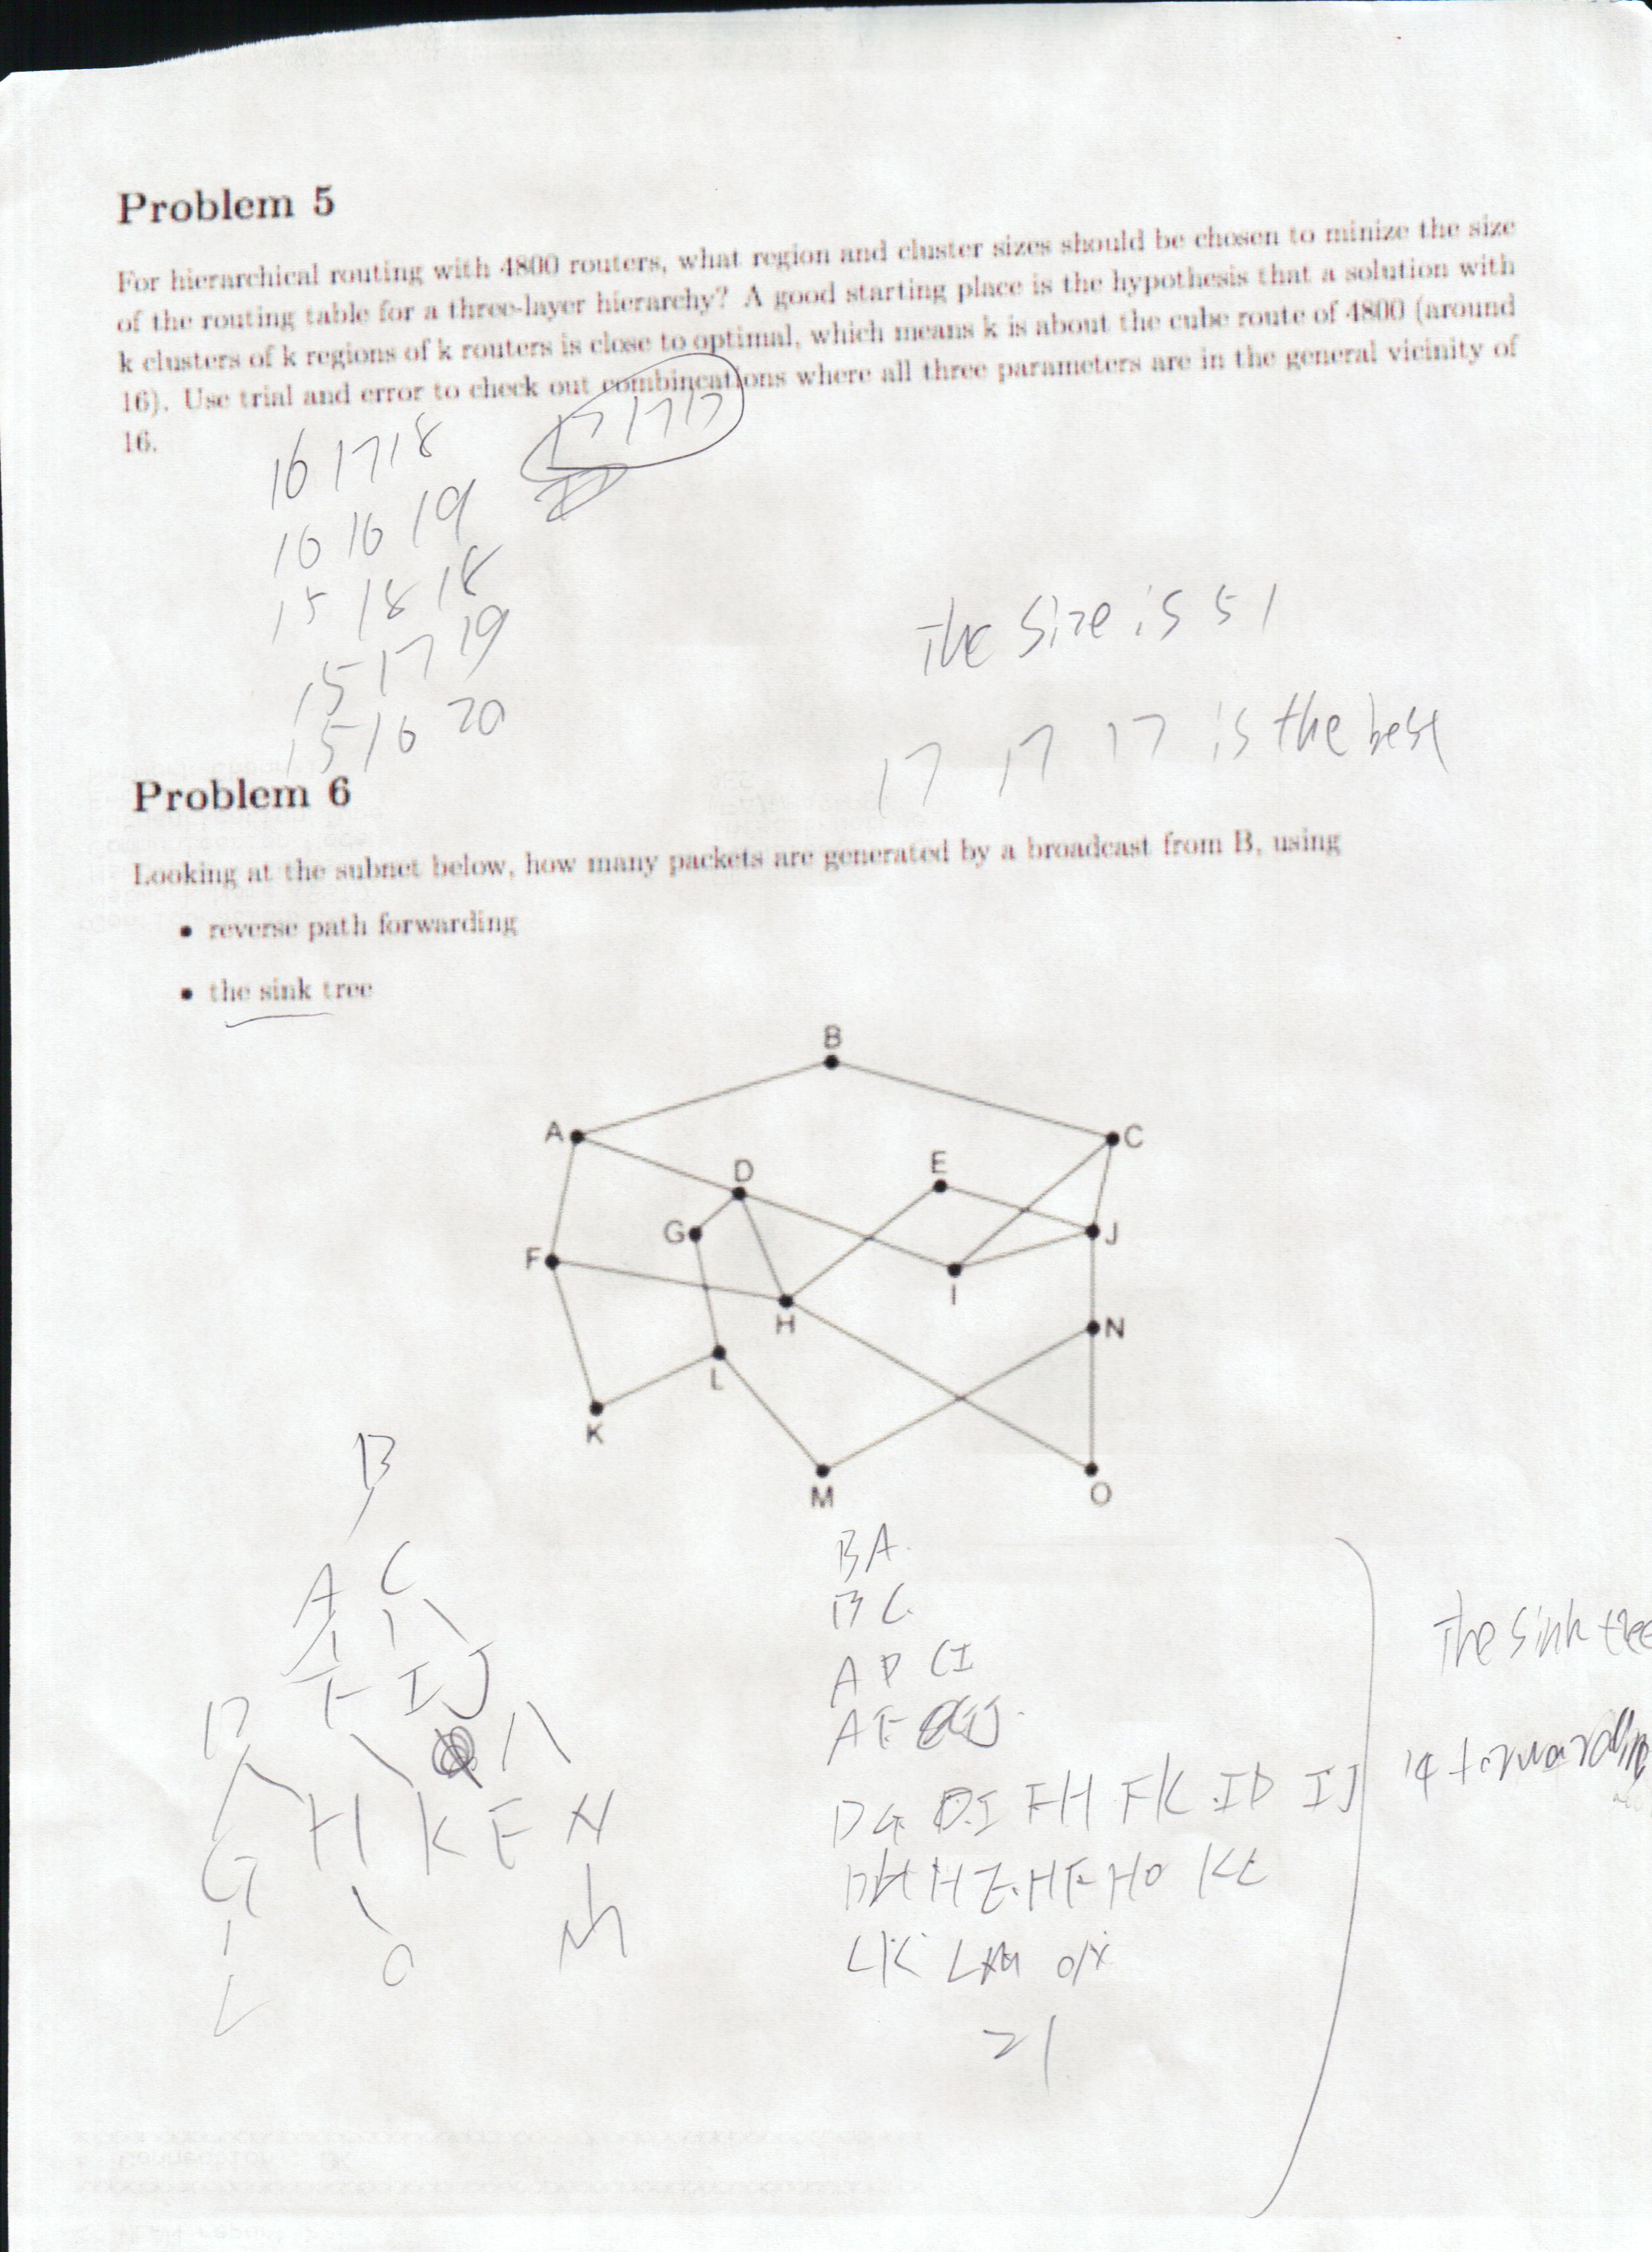 Problem 5
For hierarchical routing with 4800 routers, what region and cluster sizes should be chosen to minize the size
of the routing table for a three-layer hierarchy? A good starting place is the hypothesis that a solution with
k clusters of k regions of k routers is close to optimal, which means k is about the cube route of 4800 (around
16). Use trial and error to check out combincations where all three parameters are in the general vicinity of
16.
17 17 17
16 17 18
16 16 19
15 18 18
15 17 19
15 16 20
The size is 51
17 17 17 is the best
Problem 6
Looking at the subnet below, how many packets are generated by a broadcast from B, using
• reverse path forwarding
• the sink tree
B
A
C
D
E
G
J
F
I
H
N
L
K
M
O
B
A C
D F I J
G H K E N
L O M
BA
BC
AD CI
AF CJ
DG DI FH FK ID IJ
DH HE HF HO KL
LK LM
21
The sink tree
14 forwarding